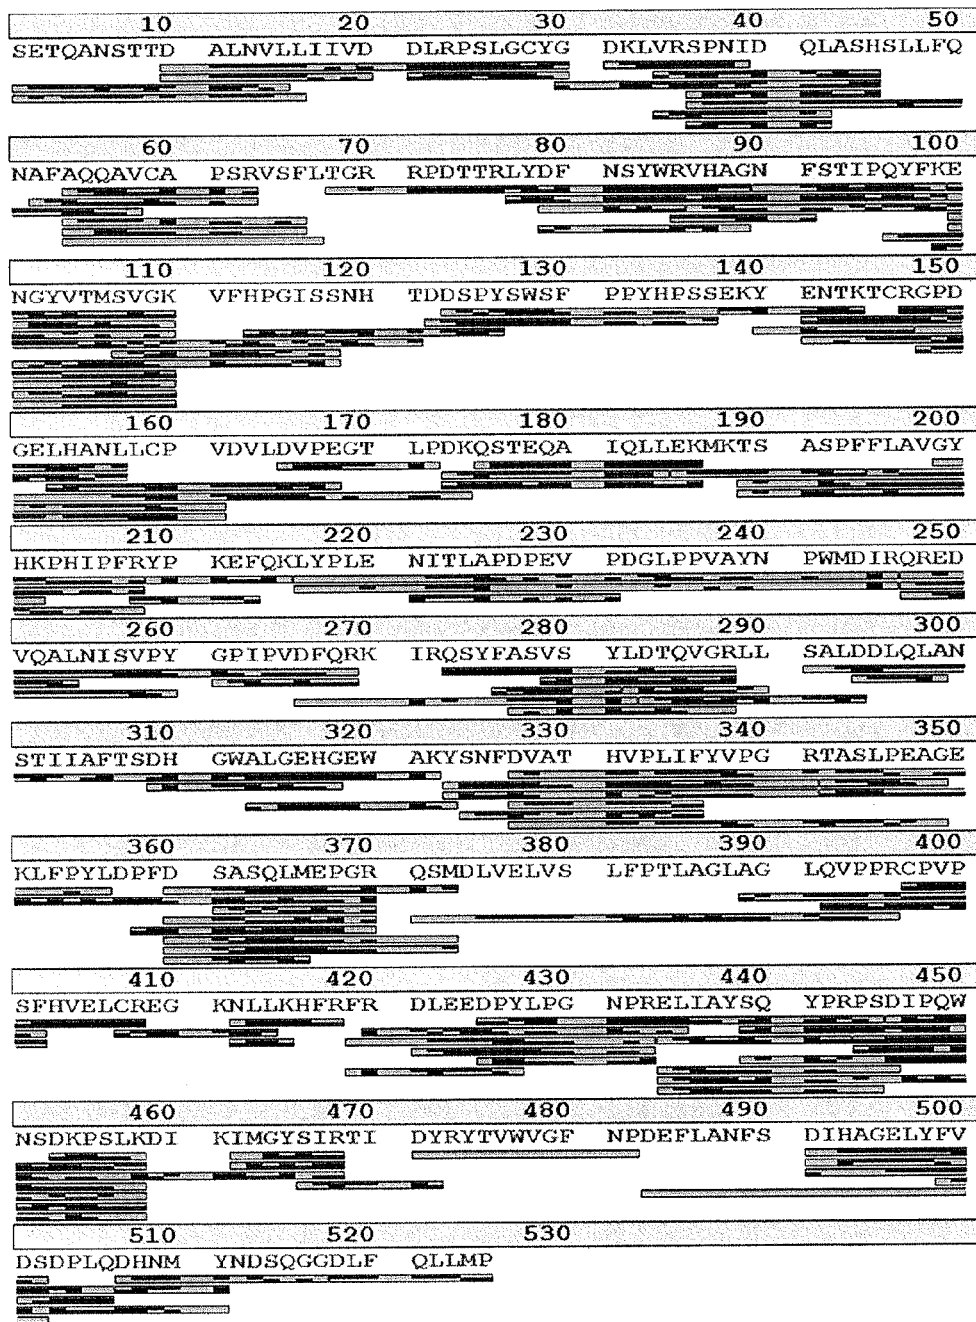 10 20 30 40 50
SETQANSTTD ALNVLLIIVD DLRPSLGCYG DKLVRSPNID QLASHSLLFQ
60 70 80 90 100
NAFAQQAVCA PSRVSFLTGR RPDTTRLYDF NSYWRVHAGN FSTIPQYFKE
110 120 130 140 150
NGYVTMSVGK VFHPGISSNH TDDSPYSWSF PPYHPSSEKY ENTKTCRGPD
160 170 180 190 200
GELHANLLCP VDVLDVPEGT LPDKQSTEQA IQLLEKMKTS ASPFFLAVGY
210 220 230 240 250
HKPHIPFRYP KEFQKLYPLE NITLAPDPEV PDGLPPVAYN PWMDIRQRED
260 270 280 290 300
VQALNISVPY GPIPVDFQRK IRQSYFASVS YLDTQVGRLL SALDDLQLAN
310 320 330 340 350
STIIAFTSDH GWALGEHGEW AKYSNFDVAT HVPLIFYVPG RTASLPEAGE
360 370 380 390 400
KLFPYLDPFD SASQLMEPGR QSMDLVELVS LFPTLAGLAG LQVPPRCPVP
410 420 430 440 450
SFHVELCREG KNLLKHFRFR DLEEDPYLPG NPRELIAYSQ YPRPSDIPQW
460 470 480 490 500
NSDKPSLKDI KIMGYSIRTI DYRYTVWVGF NPDEFLANFS DIHAGELYFV
510 520 530
DSDPLQDHNM YNDSQGGDLF QLLMP